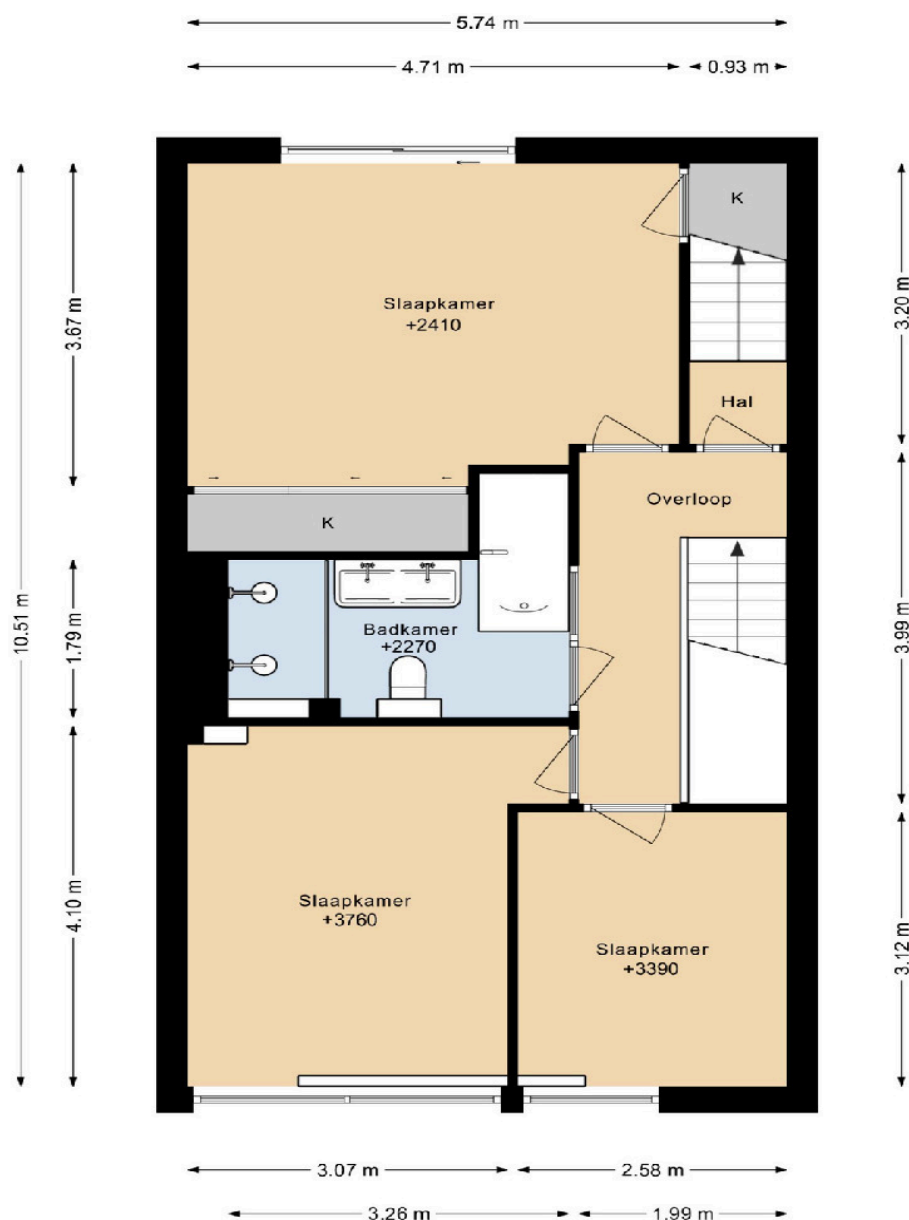 5.74 m
4.71 m
0.93 m
K
Slaapkamer
+2410
3.67 m
3.20 m
Hal
Overloop
K
10.51 m
1.79 m
Badkamer
+2270
3.99 m
Slaapkamer
+3760
4.10 m
Slaapkamer
+3390
3.12 m
3.07 m
2.58 m
3.26 m
1.99 m